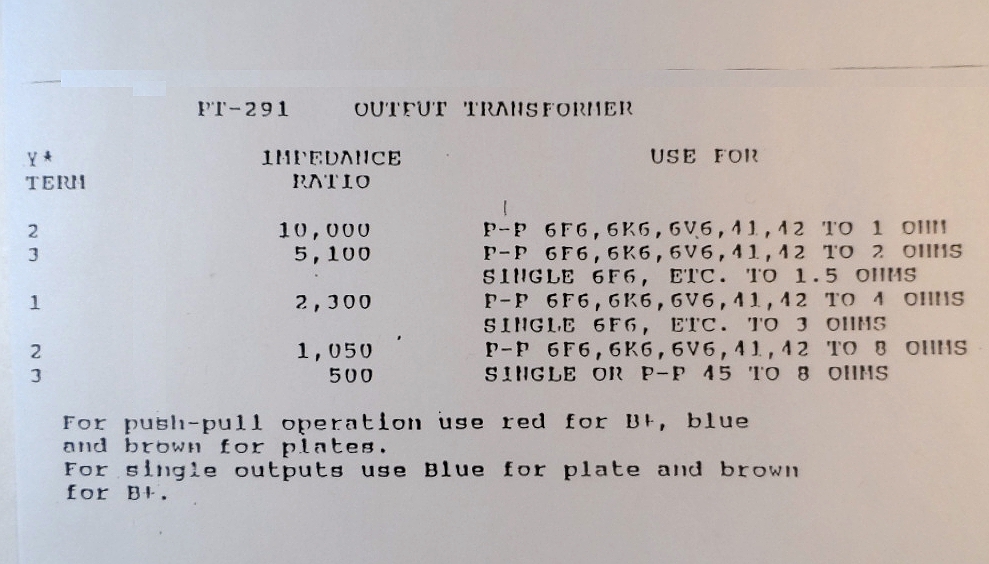 PT-291 OUTPUT TRANSFORMER
Y* IMPEDANCE USE FOR
TERM RATIO
2 10,000 P-P 6F6,6K6,6V6,41,42 TO 1 OHM
3 5,100 P-P 6F6,6K6,6V6,41,42 TO 2 OHMS
SINGLE 6F6, ETC. TO 1.5 OHMS
1 2,300 P-P 6F6,6K6,6V6,41,42 TO 4 OHMS
SINGLE 6F6, ETC. TO 3 OHMS
2 1,050 P-P 6F6,6K6,6V6,41,42 TO 8 OHMS
3 500 SINGLE OR P-P 45 TO 8 OHMS
For push-pull operation use red for B+, blue
and brown for plates.
For single outputs use Blue for plate and brown
for B+.